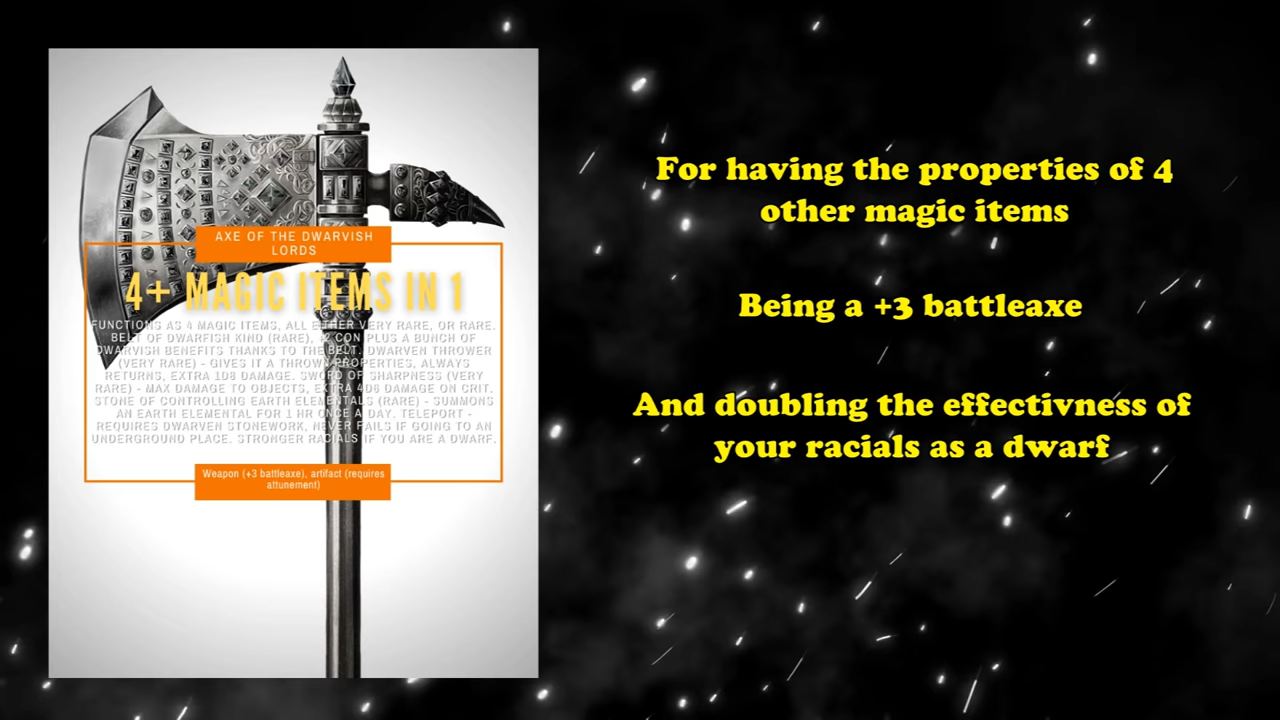 AXE OF THE DWARVISH
LORDS
4+ MAGIC ITEMS IN 1
FUNCTIONS AS 4 MAGIC ITEMS, ALL EITHER VERY RARE, OR RARE.
BELT OF DWARFISH KIND (RARE), +2 CON PLUS A BUNCH OF
DWARVISH BENEFITS THANKS TO THE BELT. DWARVEN THROWER
(VERY RARE) - GIVES IT A THROWN PROPERTIES, ALWAYS
RETURNS, EXTRA 1D8 DAMAGE. SWORD OF SHARPNESS (VERY
RARE) - MAX DAMAGE TO OBJECTS, EXTRA 4D6 DAMAGE ON CRIT.
STONE OF CONTROLLING EARTH ELEMENTALS (RARE) - SUMMONS
AN EARTH ELEMENTAL FOR 1 HR ONCE A DAY. TELEPORT -
REQUIRES DWARVEN STONEWORK, NEVER FAILS IF GOING TO AN
UNDERGROUND PLACE. STRONGER RACIALS IF YOU ARE A DWARF.
Weapon (+3 battleaxe), artifact (requires
attunement)
For having the properties of 4
other magic items
Being a +3 battleaxe
And doubling the effectivness of
your racials as a dwarf